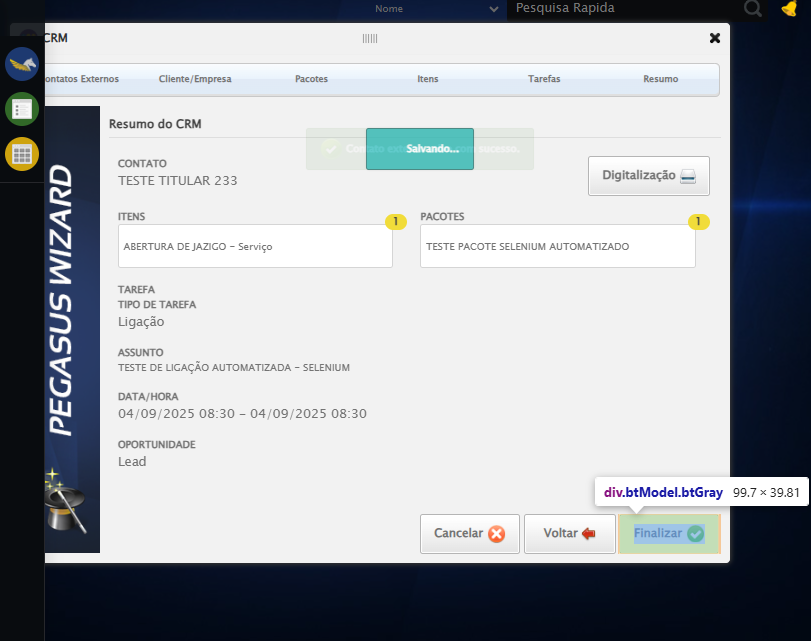 Nome
Pesquisa Rapida
CRM
ontatos Externos
Cliente/Empresa
Pacotes
Itens
Tarefas
Resumo
PEGASUS WIZARD
Resumo do CRM
Salvando...
sucesso.
CONTATO
TESTE TITULAR 233
Digitalização
ITENS
1
PACOTES
1
ABERTURA DE JAZIGO - Serviço
TESTE PACOTE SELENIUM AUTOMATIZADO
TAREFA
TIPO DE TAREFA
Ligação
ASSUNTO
TESTE DE LIGAÇÃO AUTOMATIZADA - SELENIUM
DATA/HORA
04/09/2025 08:30 - 04/09/2025 08:30
OPORTUNIDADE
Lead
div.btModel.btGray 99.7 × 39.81
Cancelar
Voltar
Finalizar